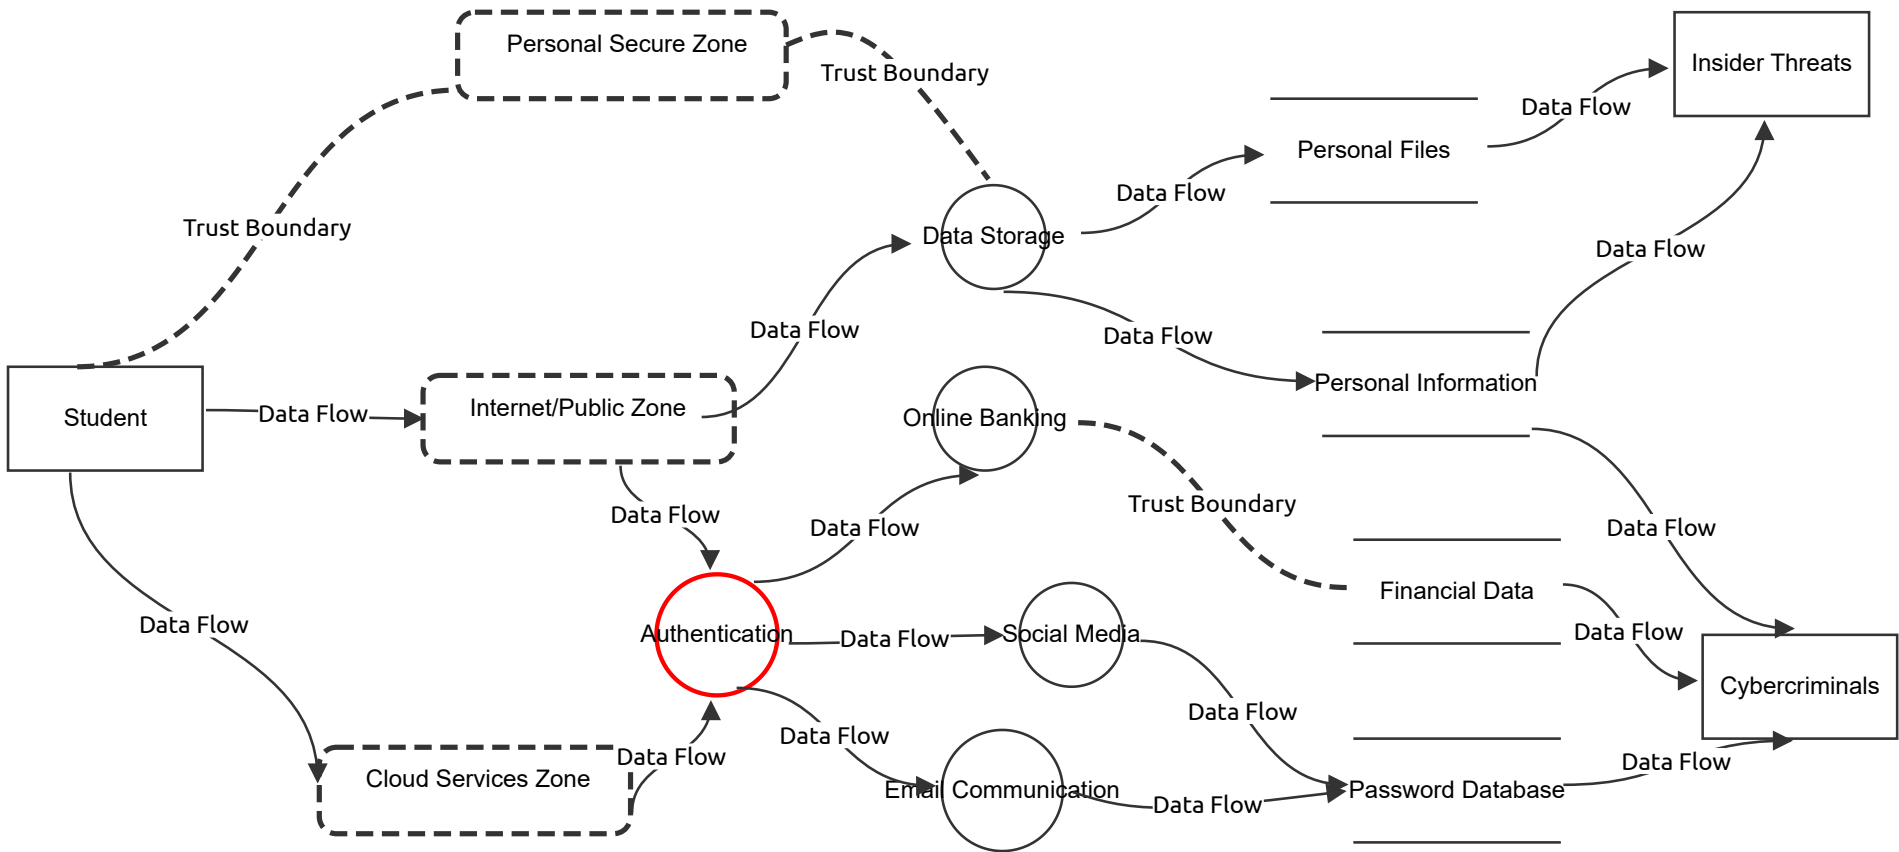 Personal Secure Zone
Trust Boundary
Insider Threats
Data Flow
Personal Files
Data Flow
Trust Boundary
Data Storage
Data Flow
Data Flow
Data Flow
Personal Information
Student
Data Flow
Internet/Public Zone
Online Banking
Trust Boundary
Data Flow
Data Flow
Data Flow
Financial Data
Data Flow
Data Flow
Authentication
Data Flow
Social Media
Cybercriminals
Data Flow
Data Flow
Data Flow
Data Flow
Cloud Services Zone
Email Communication
Data Flow
Password Database